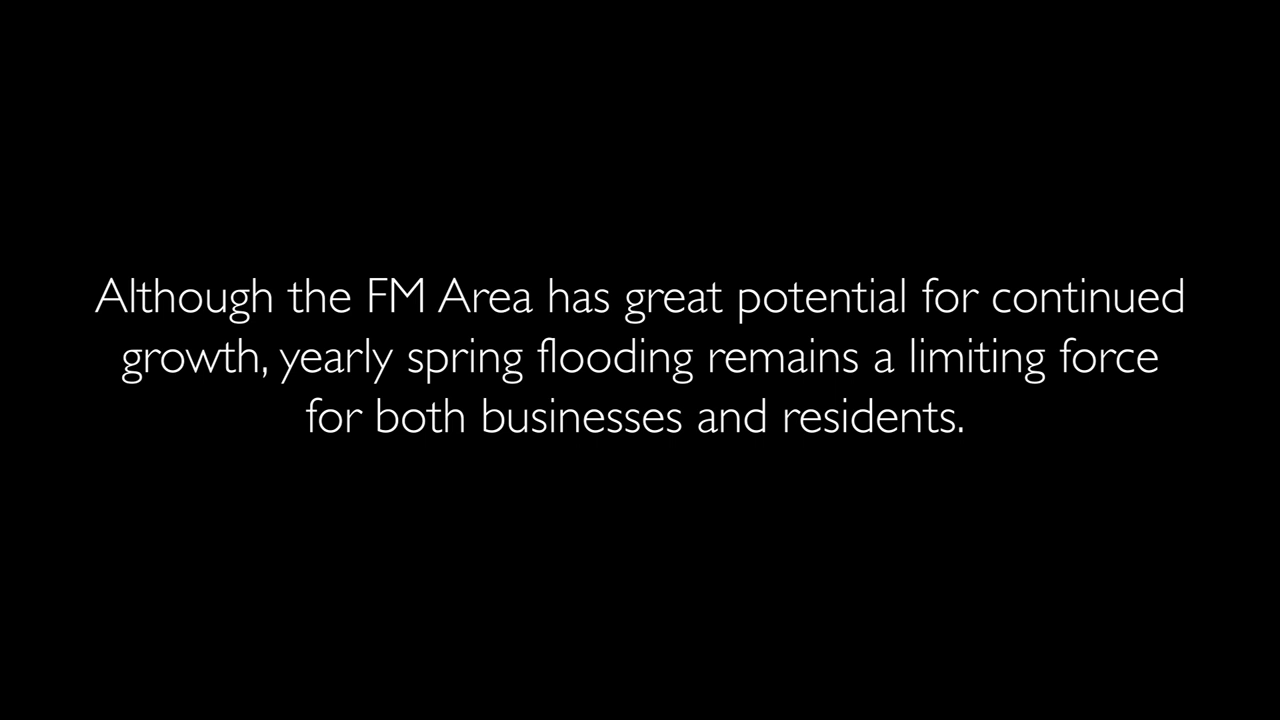 Although the FM Area has great potential for continued
growth, yearly spring flooding remains a limiting force
for both businesses and residents.